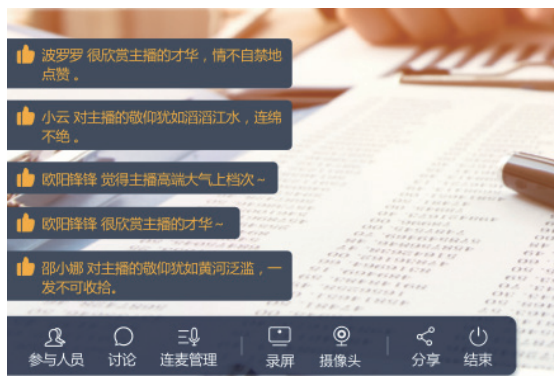 波罗罗 很欣赏主播的才华，情不自禁地
点赞 。
小云 对主播的敬仰犹如滔滔江水，连绵
不绝 。
欧阳锋锋 觉得主播高端大气上档次～
欧阳锋锋 很欣赏主播的才华～
邵小娜 对主播的敬仰犹如黄河泛滥，一
发不可收拾。
参与人员 讨论 连麦管理 录屏 摄像头 分享 结束